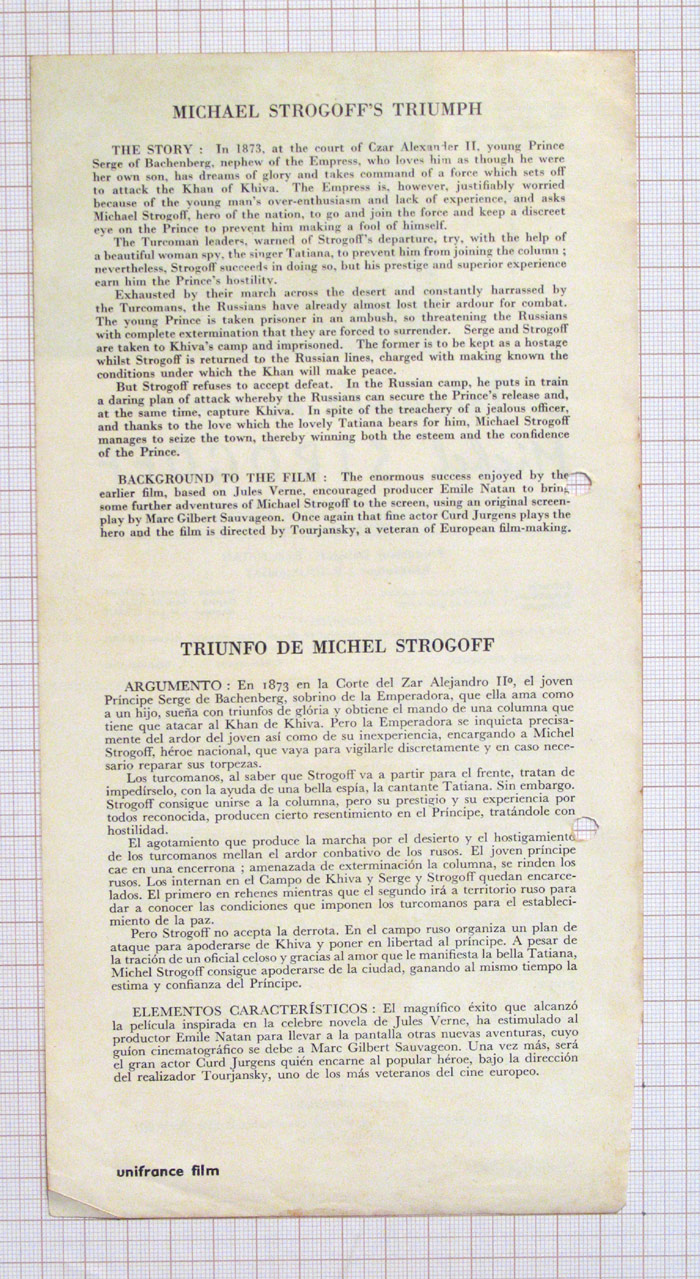 MICHAEL STROGOFF'S TRIUMPH
THE STORY : In 1873, at the court of Czar Alexander II, young Prince
Serge of Bachenberg, nephew of the Empress, who loves him as though he were
her own son, has dreams of glory and takes command of a force which sets off
to attack the Khan of Khiva. The Empress is, however, justifiably worried
because of the young man's over-enthusiasm and lack of experience, and asks
Michael Strogoff, hero of the nation, to go and join the force and keep a discreet
eye on the Prince to prevent him making a fool of himself.
The Turcoman leaders, warned of Strogoff's departure, try, with the help of
a beautiful woman spy, the singer Tatiana, to prevent him from joining the column ;
nevertheless, Strogoff succeeds in doing so, but his prestige and superior experience
earn him the Prince's hostility.
Exhausted by their march across the desert and constantly harrassed by
the Turcomans, the Russians have already almost lost their ardour for combat.
The young Prince is taken prisoner in an ambush, so threatening the Russians
with complete extermination that they are forced to surrender. Serge and Strogoff
are taken to Khiva's camp and imprisoned. The former is to be kept as a hostage
whilst Strogoff is returned to the Russian lines, charged with making known the
conditions under which the Khan will make peace.
But Strogoff refuses to accept defeat. In the Russian camp, he puts in train
a daring plan of attack whereby the Russians can secure the Prince's release and,
at the same time, capture Khiva. In spite of the treachery of a jealous officer,
and thanks to the love which the lovely Tatiana bears for him, Michael Strogoff
manages to seize the town, thereby winning both the esteem and the confidence
of the Prince.
BACKGROUND TO THE FILM : The enormous success enjoyed by the
earlier film, based on Jules Verne, encouraged producer Emile Natan to bring
some further adventures of Michael Strogoff to the screen, using an original screen-
play by Marc Gilbert Sauvageon. Once again that fine actor Curd Jurgens plays the
hero and the film is directed by Tourjansky, a veteran of European film-making.
TRIUNFO DE MICHEL STROGOFF
ARGUMENTO : En 1873 en la Corte del Zar Alejandro IIº, el joven
Príncipe Serge de Bachenberg, sobrino de la Emperadora, que ella ama como
a un hijo, sueña con triunfos de glória y obtiene el mando de una columna que
tiene que atacar al Khan de Khiva. Pero la Emperadora se inquieta precisa-
mente del ardor del joven así como de su inexperiencia, encargando a Michel
Strogoff, héroe nacional, que vaya para vigilarle discretamente y en caso nece-
sario reparar sus torpezas.
Los turcomanos, al saber que Strogoff va a partir para el frente, tratan de
impedírselo, con la ayuda de una bella espía, la cantante Tatiana. Sin embargo.
Strogoff consigue unirse a la columna, pero su prestigio y su experiencia por
todos reconocida, producen cierto resentimiento en el Príncipe, tratándole con
hostilidad.
El agotamiento que produce la marcha por el desierto y el hostigamiento
de los turcomanos mellan el ardor conbativo de los rusos. El joven príncipe
cae en una encerrona ; amenazada de exterminación la columna, se rinden los
rusos. Los internan en el Campo de Khiva y Serge y Strogoff quedan encarce-
lados. El primero en rehenes mientras que el segundo irá a territorio ruso para
dar a conocer las condiciones que imponen los turcomanos para el estableci-
miento de la paz.
Pero Strogoff no acepta la derrota. En el campo ruso organiza un plan de
ataque para apoderarse de Khiva y poner en libertad al príncipe. A pesar de
la tración de un oficial celoso y gracias al amor que le manifiesta la bella Tatiana,
Michel Strogoff consigue apoderarse de la ciudad, ganando al mismo tiempo la
estima y confianza del Príncipe.
ELEMENTOS CARACTERÍSTICOS : El magnífico éxito que alcanzó
la película inspirada en la celebre novela de Jules Verne, ha estimulado al
productor Emile Natan para llevar a la pantalla otras nuevas aventuras, cuyo
guíon cinematográfico se debe a Marc Gilbert Sauvageon. Una vez más, será
el gran actor Curd Jurgens quién encarne al popular héroe, bajo la dirección
del realizador Tourjansky, uno de los más veteranos del cine europeo.
unifrance film